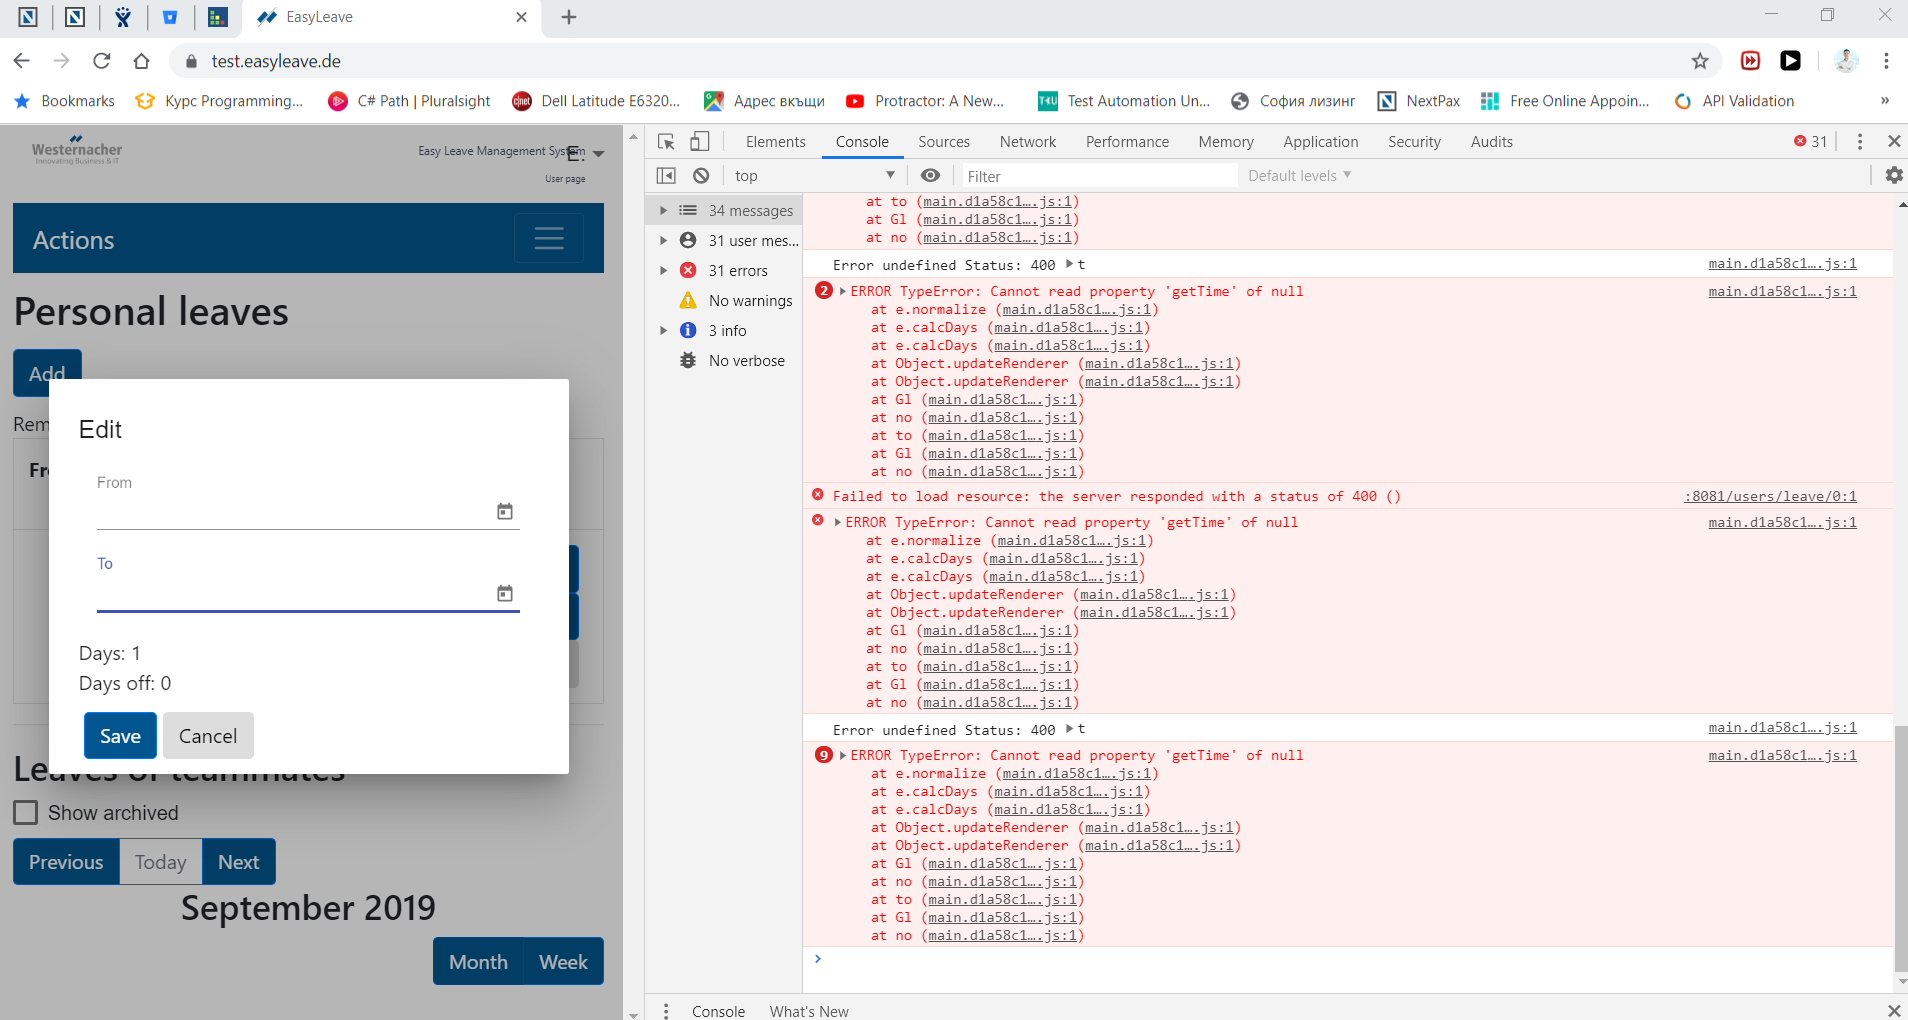 EasyLeave
test.easyleave.de
Bookmarks
Курс Programming...
C# Path | Pluralsight
Dell Latitude E6320...
Адрес вкъщи
Protractor: A New...
Test Automation Un...
София лизинг
NextPax
Free Online Appoin...
API Validation
»
Westernacher
Innovating Business & IT
Easy Leave Management System
E.
User page
Actions
Personal leaves
Add
Rem
Fr
Edit
From
To
Days: 1
Days off: 0
Save
Cancel
Leaves of teammates
Show archived
Previous
Today
Next
September 2019
Month
Week
Elements
Console
Sources
Network
Performance
Memory
Application
Security
Audits
31
top
Filter
Default levels
34 messages
31 user mes...
31 errors
No warnings
3 info
No verbose
at to (main.d1a58c1….js:1)
at Gl (main.d1a58c1….js:1)
at no (main.d1a58c1….js:1)
Error undefined Status: 400 ▶t main.d1a58c1….js:1
2 ▶ERROR TypeError: Cannot read property 'getTime' of null main.d1a58c1….js:1
at e.normalize (main.d1a58c1….js:1)
at e.calcDays (main.d1a58c1….js:1)
at e.calcDays (main.d1a58c1….js:1)
at Object.updateRenderer (main.d1a58c1….js:1)
at Object.updateRenderer (main.d1a58c1….js:1)
at Gl (main.d1a58c1….js:1)
at no (main.d1a58c1….js:1)
at to (main.d1a58c1….js:1)
at Gl (main.d1a58c1….js:1)
at no (main.d1a58c1….js:1)
Failed to load resource: the server responded with a status of 400 () :8081/users/leave/0:1
▶ERROR TypeError: Cannot read property 'getTime' of null main.d1a58c1….js:1
at e.normalize (main.d1a58c1….js:1)
at e.calcDays (main.d1a58c1….js:1)
at e.calcDays (main.d1a58c1….js:1)
at Object.updateRenderer (main.d1a58c1….js:1)
at Object.updateRenderer (main.d1a58c1….js:1)
at Gl (main.d1a58c1….js:1)
at no (main.d1a58c1….js:1)
at to (main.d1a58c1….js:1)
at Gl (main.d1a58c1….js:1)
at no (main.d1a58c1….js:1)
Error undefined Status: 400 ▶t main.d1a58c1….js:1
9 ▶ERROR TypeError: Cannot read property 'getTime' of null main.d1a58c1….js:1
at e.normalize (main.d1a58c1….js:1)
at e.calcDays (main.d1a58c1….js:1)
at e.calcDays (main.d1a58c1….js:1)
at Object.updateRenderer (main.d1a58c1….js:1)
at Object.updateRenderer (main.d1a58c1….js:1)
at Gl (main.d1a58c1….js:1)
at no (main.d1a58c1….js:1)
at to (main.d1a58c1….js:1)
at Gl (main.d1a58c1….js:1)
at no (main.d1a58c1….js:1)
Console
What's New